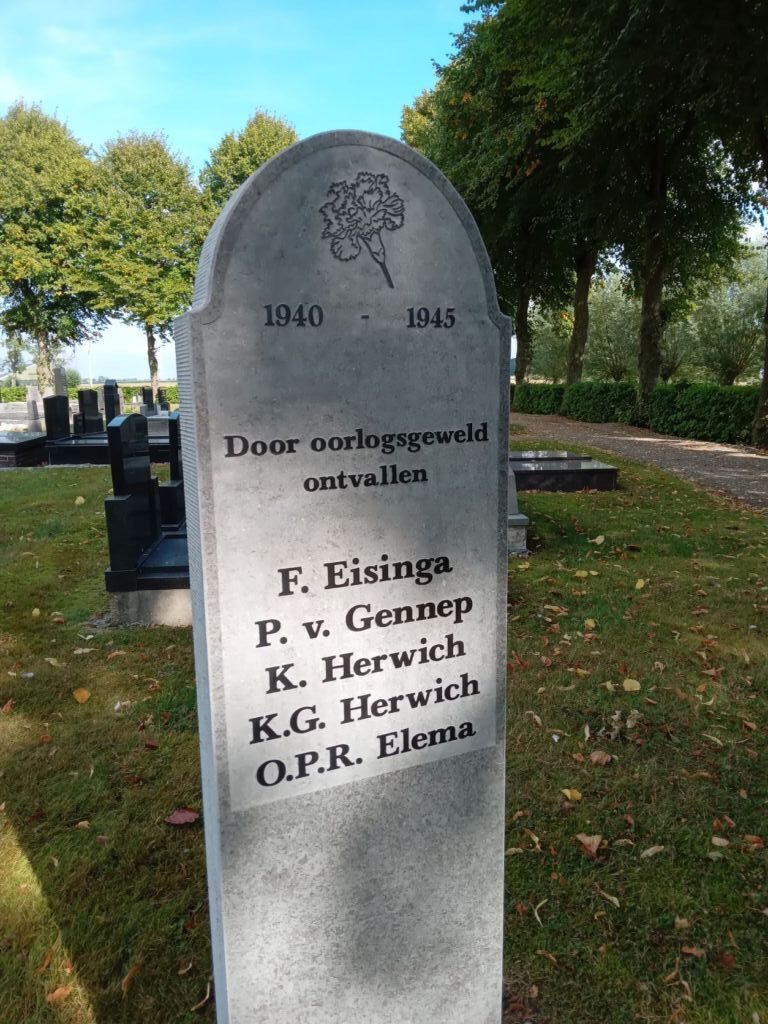 1940 - 1945
Door oorlogsgeweld
ontvallen
F. Eisinga
P. v. Gennep
K. Herwich
K.G. Herwich
O.P.R. Elema